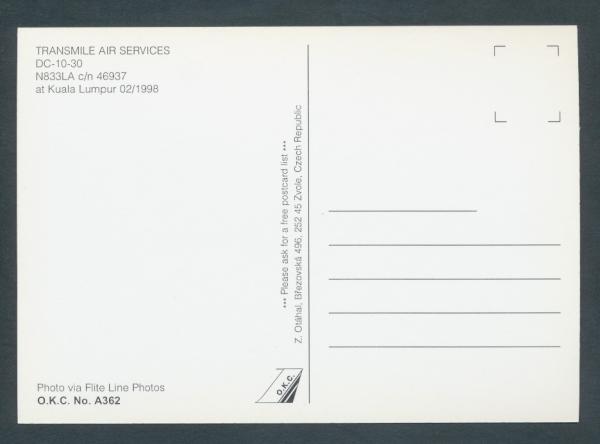 TRANSMILE AIR SERVICES
DC-10-30
N833LA c/n 46937
at Kuala Lumpur 02/1998
*** Please ask for a free postcard list ***
Z. Otáhal, Březovská 496, 252 45 Zvole, Czech Republic
Photo via Flite Line Photos
O.K.C. No. A362
O.K.C.